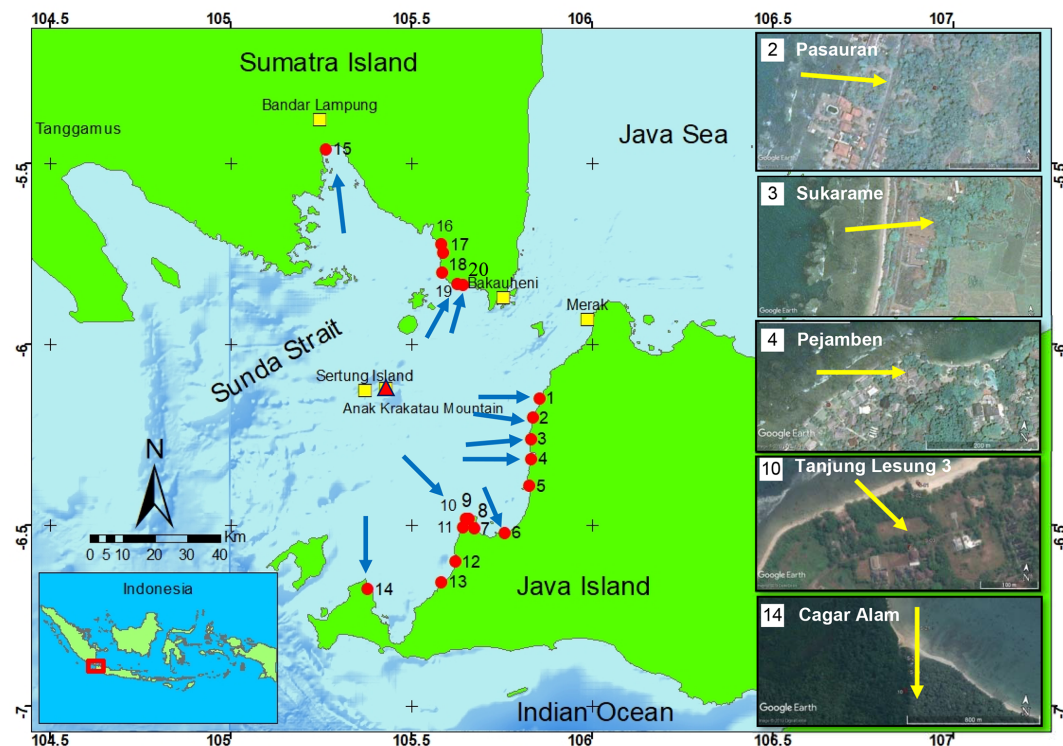 104.5
105
105.5
106
106.5
107
Sumatra Island
Bandar Lampung
Tanggamus
Java Sea
-5.5
-5.5
15
16
17
18
20
19
Bakauheni
Merak
-6
-6
Sunda Strait
Sertung Island
Anak Krakatau Mountain
1
2
3
4
5
N
10
9
8
11
7
6
-6.5
-6.5
0 5 10 20 30 40
Km
12
13
14
Java Island
Indonesia
Indian Ocean
-7
-7
104.5
105
105.5
106
106.5
107
2 Pasauran
Google Earth
N
3 Sukarame
Google Earth
N
4 Pejamben
Google Earth
200 m
N
10 Tanjung Lesung 3
Google Earth
100 m
N
14 Cagar Alam
Google Earth
800 m
N